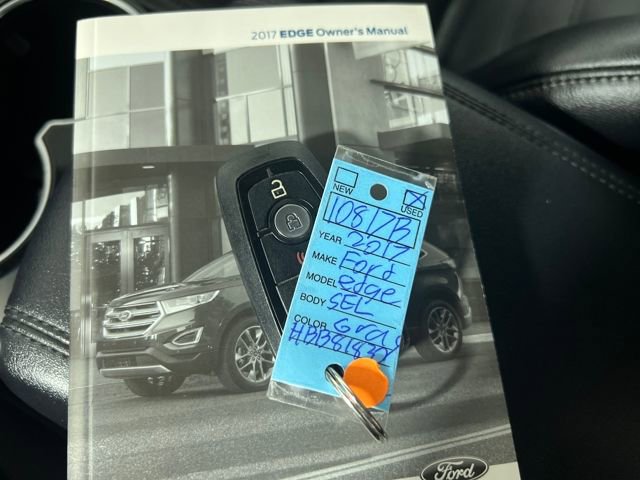 2017 EDGE Owner's Manual
NEW
USED
10817B
YEAR 2017
MAKE Ford
MODEL edge
BODY SEL
COLOR Gray
Ford